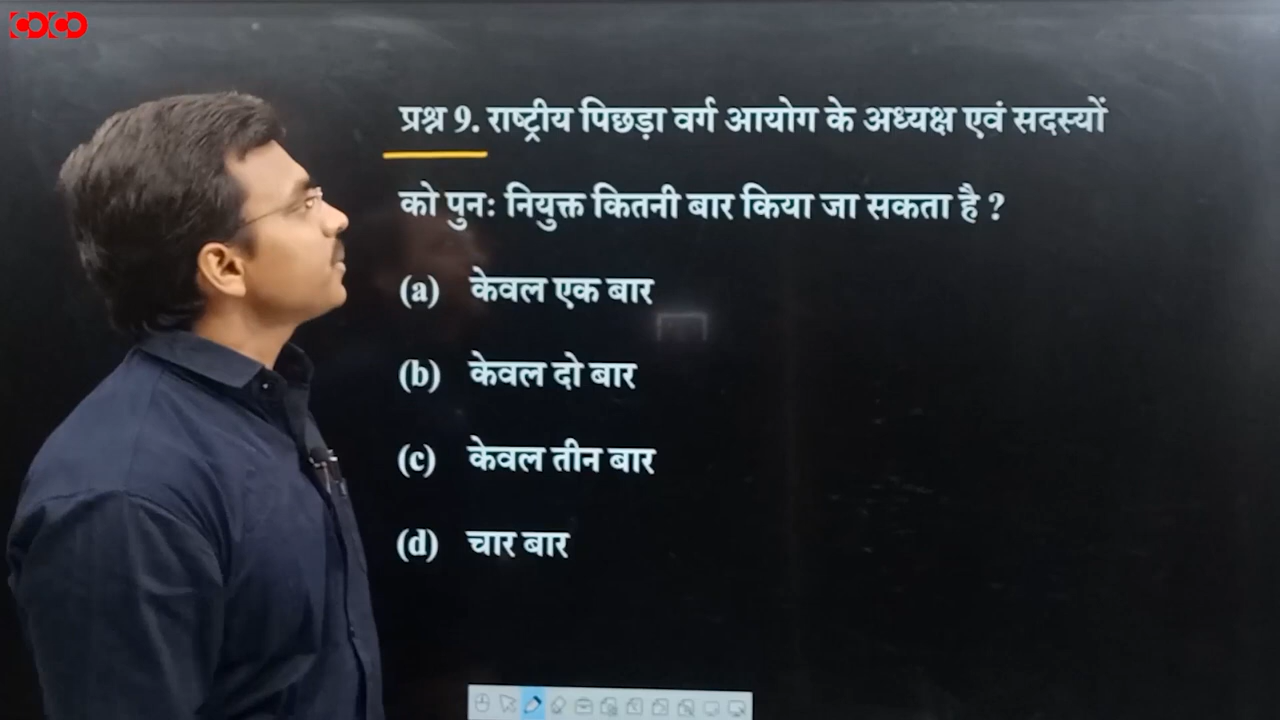 प्रश्न 9. राष्ट्रीय पिछड़ा वर्ग आयोग के अध्यक्ष एवं सदस्यों
को पुनः नियुक्त कितनी बार किया जा सकता है ?
(a) केवल एक बार
(b) केवल दो बार
(c) केवल तीन बार
(d) चार बार